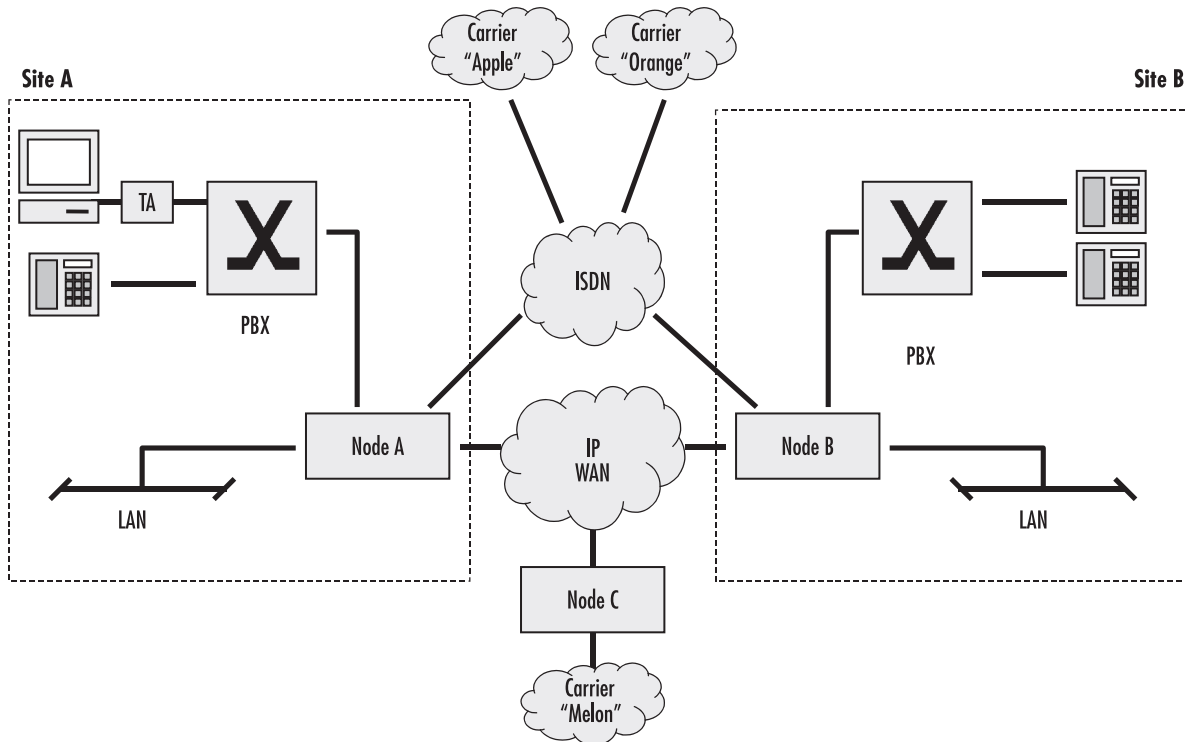 Carrier
"Apple"
Carrier
"Orange"
Site A
Site B
TA
PBX
ISDN
PBX
Node A
IP
WAN
Node B
LAN
LAN
Node C
Carrier
"Melon"